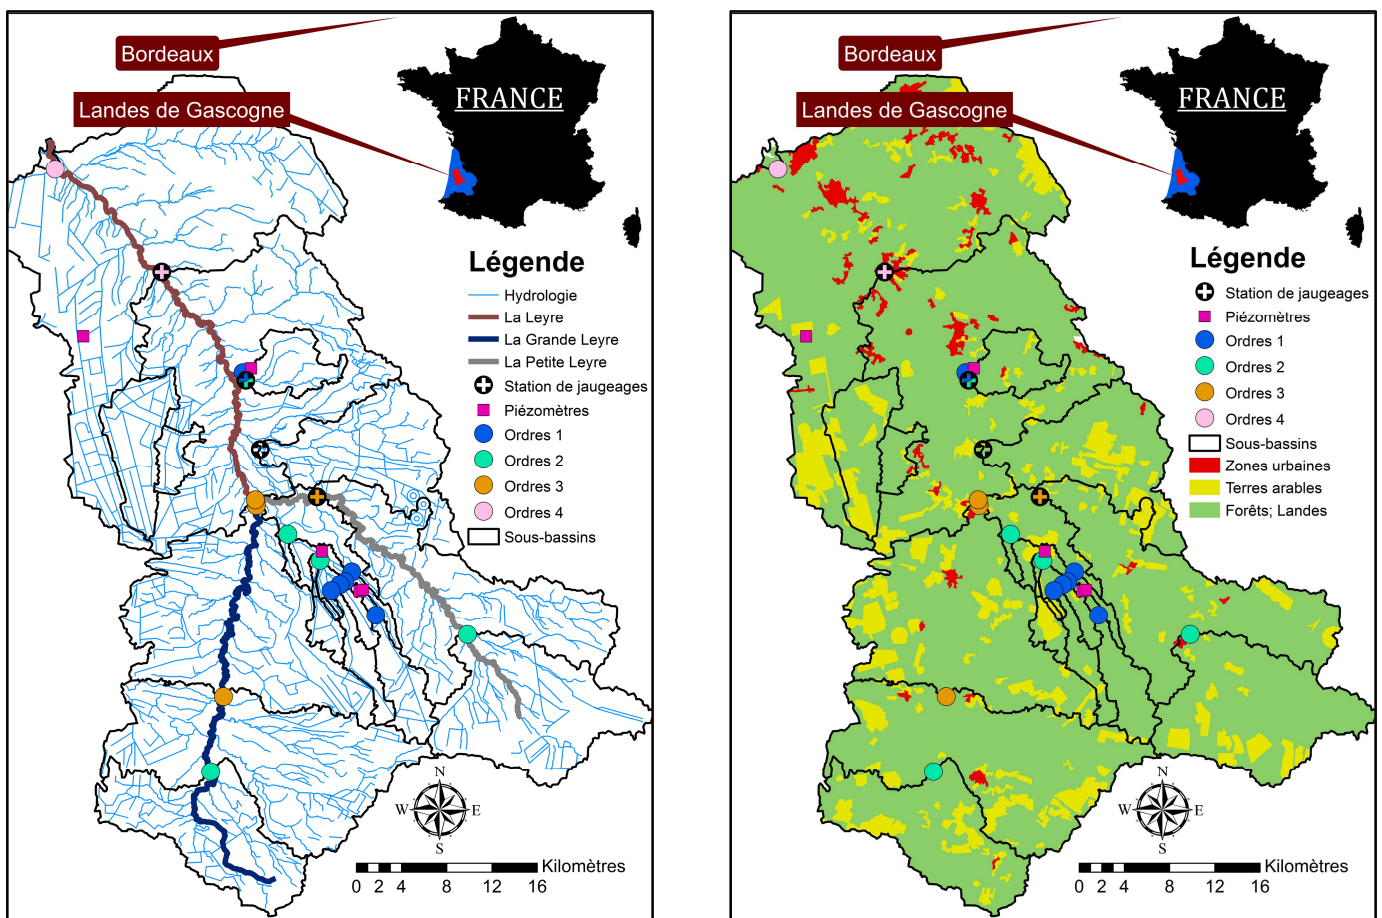 Bordeaux
Landes de Gascogne
FRANCE
Légende
Hydrologie
La Leyre
La Grande Leyre
La Petite Leyre
Station de jaugeages
Piézomètres
Ordres 1
Ordres 2
Ordres 3
Ordres 4
Sous-bassins
N
W
E
S
Kilomètres
0 2 4 8 12 16
Bordeaux
Landes de Gascogne
FRANCE
Légende
Station de jaugeages
Piézomètres
Ordres 1
Ordres 2
Ordres 3
Ordres 4
Sous-bassins
Zones urbaines
Terres arables
Forêts; Landes
N
W
E
S
Kilomètres
0 2 4 8 12 16